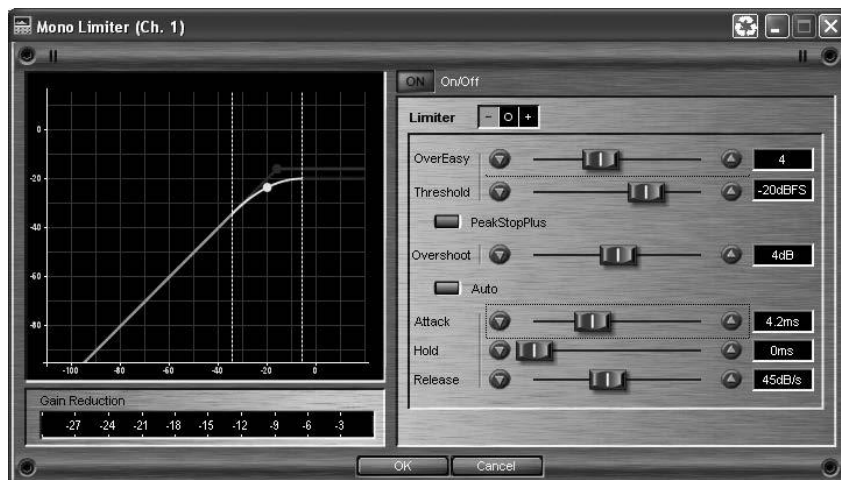 Mono Limiter (Ch. 1)
ON On/Off
Limiter - O +
OverEasy 4
Threshold -20dBFS
PeakStopPlus
Overshoot 4dB
Auto
Attack 4.2ms
Hold 0ms
Release 45dB/s
0
-20
-40
-60
-80
-100 -80 -60 -40 -20 0
Gain Reduction
-27 -24 -21 -18 -15 -12 -9 -6 -3
OK Cancel